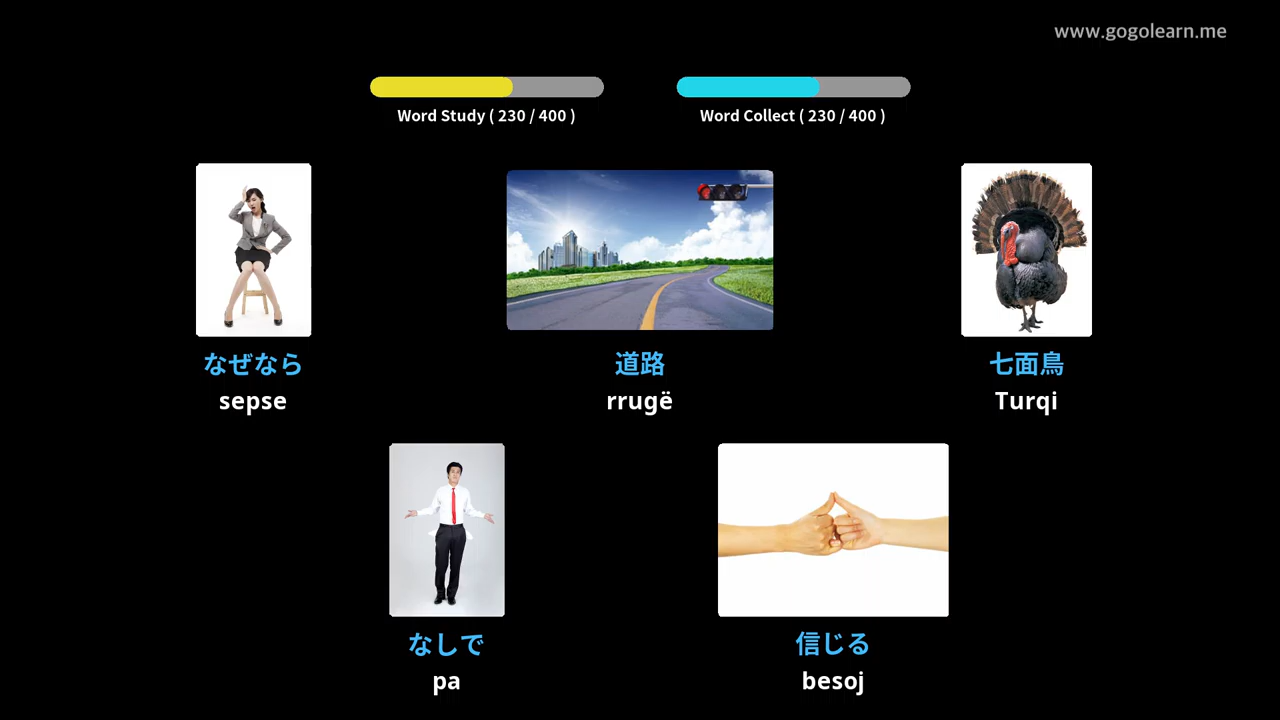 www.gogolearn.me
Word Study ( 230 / 400 )
Word Collect ( 230 / 400 )
なぜなら
sepse
道路
rrugë
七面鳥
Turqi
なしで
pa
信じる
besoj